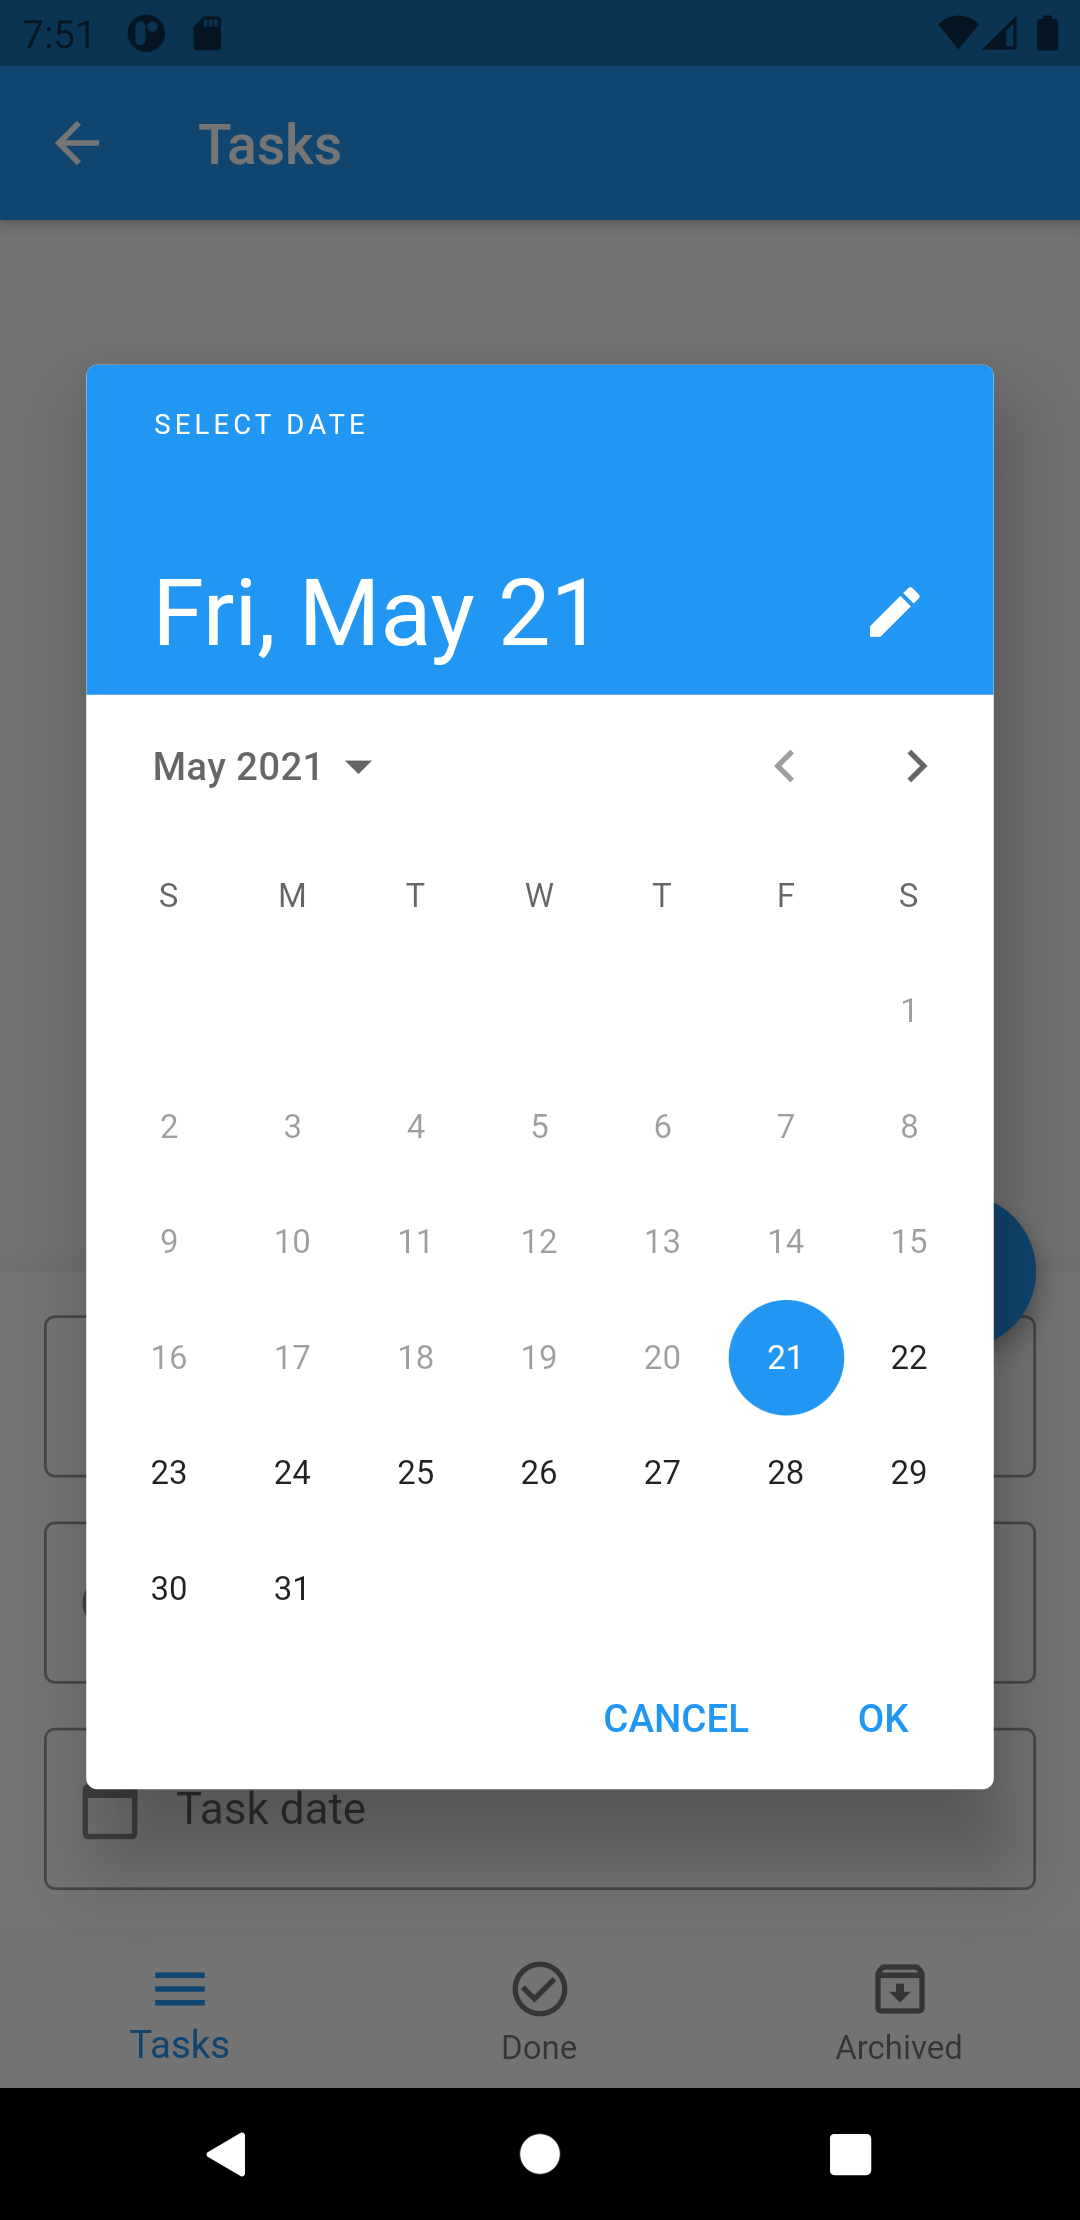 7:51
Tasks
SELECT DATE
Fri, May 21
May 2021
S M T W T F S
1
2 3 4 5 6 7 8
9 10 11 12 13 14 15
16 17 18 19 20 21 22
23 24 25 26 27 28 29
30 31
CANCEL OK
Task date
Tasks Done Archived